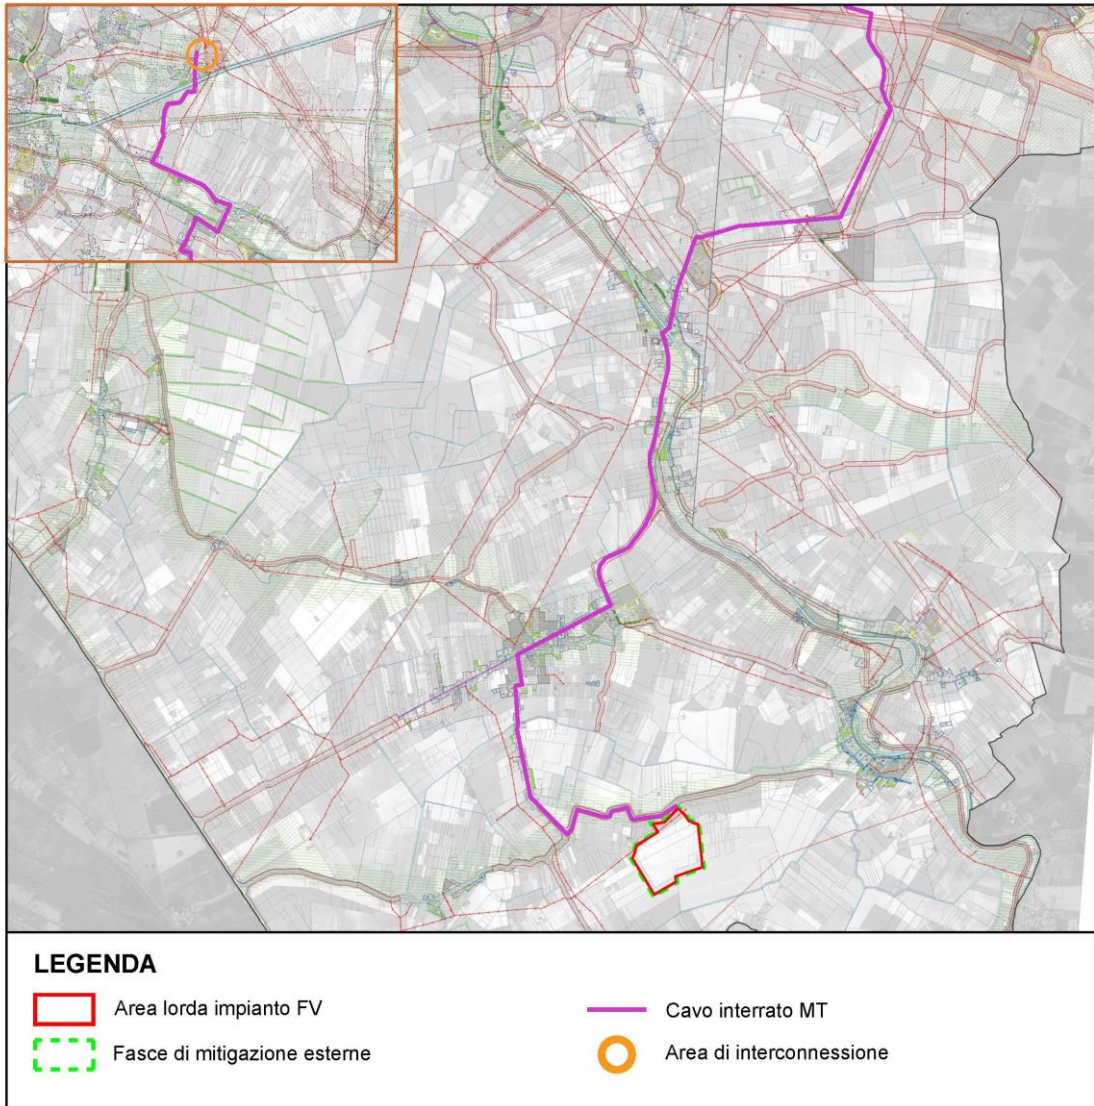 LEGENDA
Area lorda impianto FV
Fasce di mitigazione esterne
Cavo interrato MT
Area di interconnessione